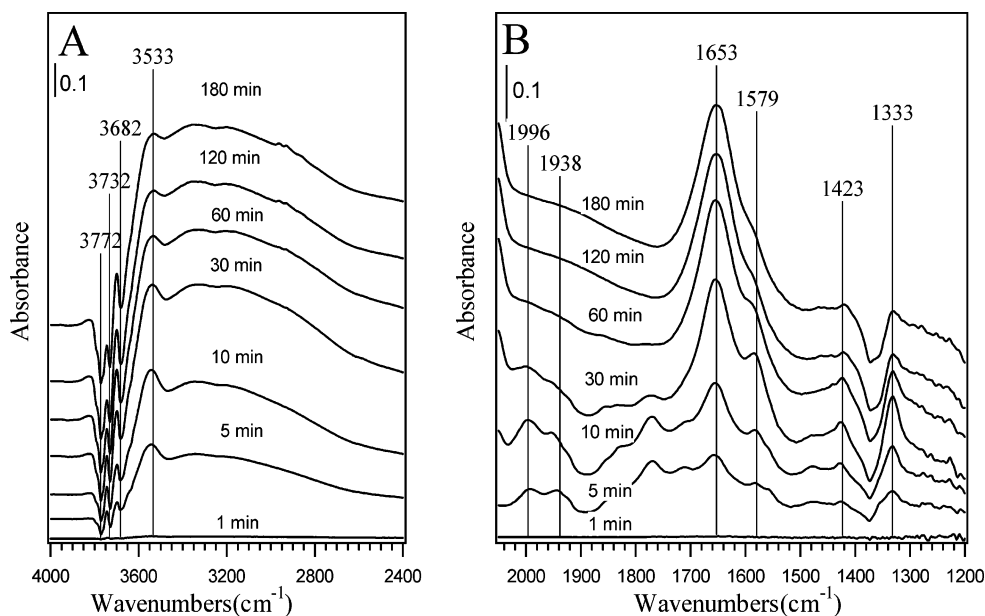 A
B
3533
0.1
180 min
3682
120 min
3732
60 min
3772
30 min
10 min
5 min
1 min
Absorbance
4000
3600
3200
2800
2400
Wavenumbers(cm⁻¹)
1653
0.1
1579
1333
1996
1938
1423
180 min
120 min
60 min
30 min
10 min
5 min
1 min
Absorbance
2000
1900
1800
1700
1600
1500
1400
1300
1200
Wavenumbers(cm⁻¹)